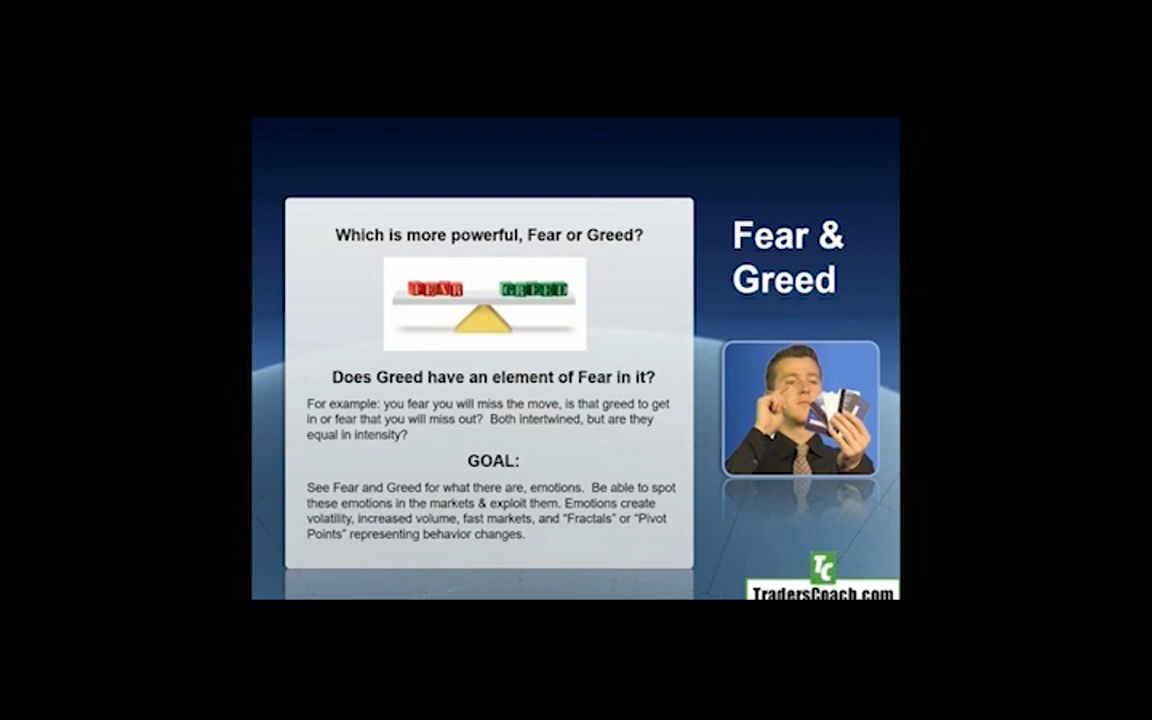 Which is more powerful, Fear or Greed?
FEAR GREED
Does Greed have an element of Fear in it?
For example: you fear you will miss the move, is that greed to get
in or fear that you will miss out? Both intertwined, but are they
equal in intensity?
GOAL:
See Fear and Greed for what there are, emotions. Be able to spot
these emotions in the markets & exploit them. Emotions create
volatility, increased volume, fast markets, and “Fractals” or “Pivot
Points” representing behavior changes.
Fear &
Greed
TC
TradersCoach.com